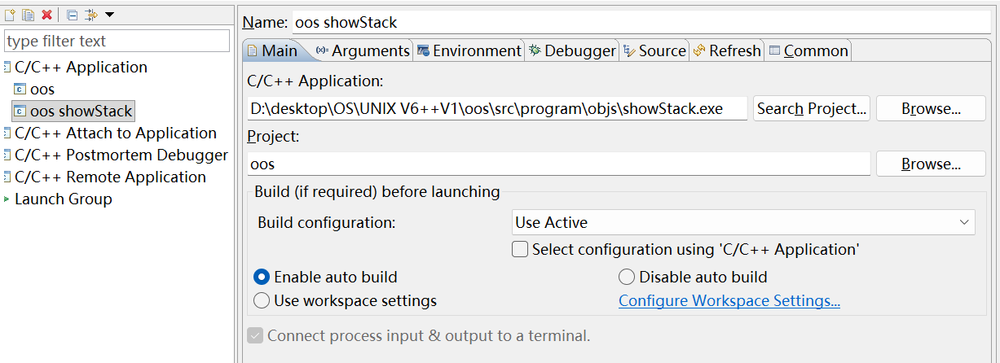 type filter text
C/C++ Application
oos
oos showStack
C/C++ Attach to Application
C/C++ Postmortem Debugger
C/C++ Remote Application
Launch Group
Name: oos showStack
Main (x)= Arguments Environment Debugger Source Refresh Common
C/C++ Application:
D:\desktop\OS\UNIX V6++V1\oos\src\program\objs\showStack.exe Search Project... Browse...
Project:
oos Browse...
Build (if required) before launching
Build configuration: Use Active
Select configuration using 'C/C++ Application'
Enable auto build Disable auto build
Use workspace settings Configure Workspace Settings...
Connect process input & output to a terminal.